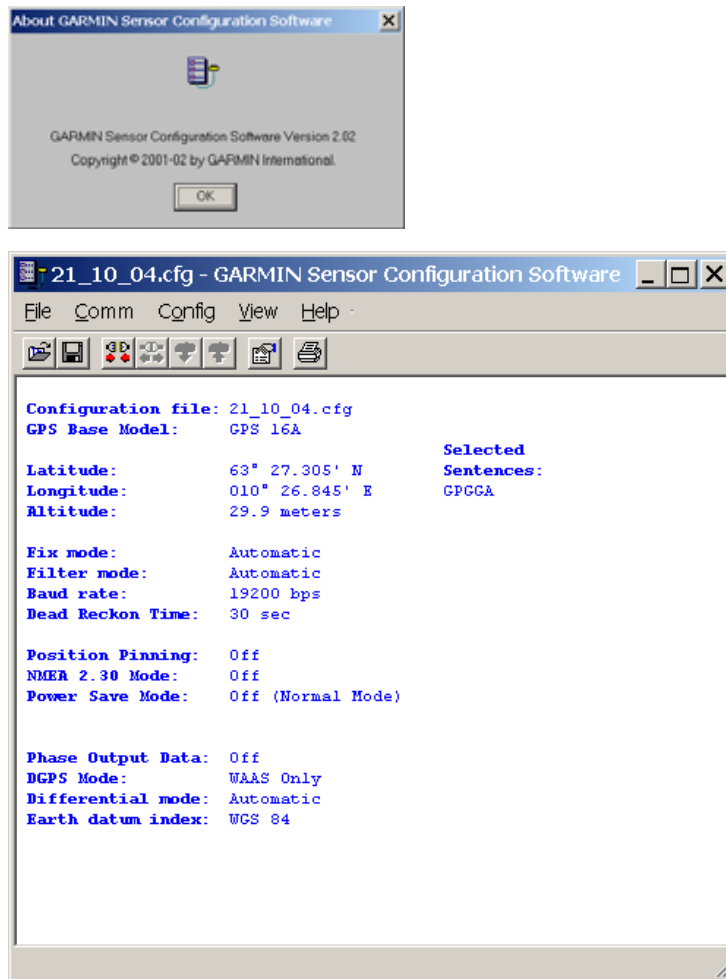 About GARMIN Sensor Configuration Software
GARMIN Sensor Configuration Software Version 2.02
Copyright © 2001-02 by GARMIN International.
OK
21_10_04.cfg - GARMIN Sensor Configuration Software
File Comm Config View Help
Configuration file: 21_10_04.cfg
GPS Base Model: GPS 16A
Selected
Latitude: 63° 27.305' N Sentences:
Longitude: 010° 26.845' E GPGGA
Altitude: 29.9 meters
Fix mode: Automatic
Filter mode: Automatic
Baud rate: 19200 bps
Dead Reckon Time: 30 sec
Position Pinning: Off
NMEA 2.30 Mode: Off
Power Save Mode: Off (Normal Mode)
Phase Output Data: Off
DGPS Mode: WAAS Only
Differential mode: Automatic
Earth datum index: WGS 84